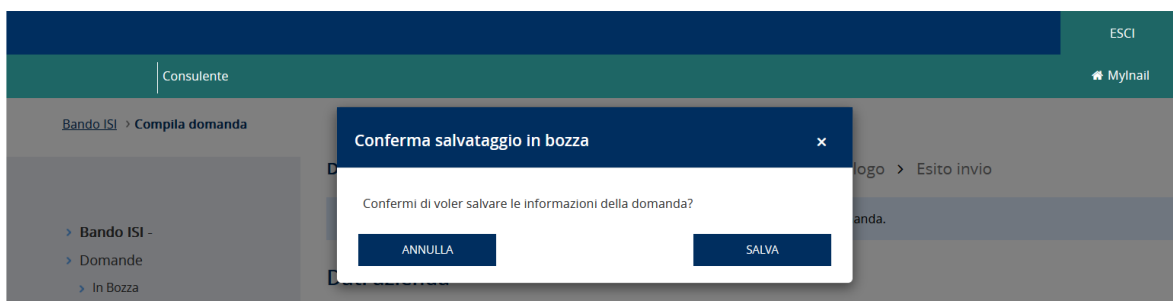 ESCI
Consulente
MyInail
Bando ISI > Compila domanda
Conferma salvataggio in bozza ×
D
logo > Esito invio
Confermi di voler salvare le informazioni della domanda?
anda.
> Bando ISI -
ANNULLA SALVA
> Domande
> In Bozza